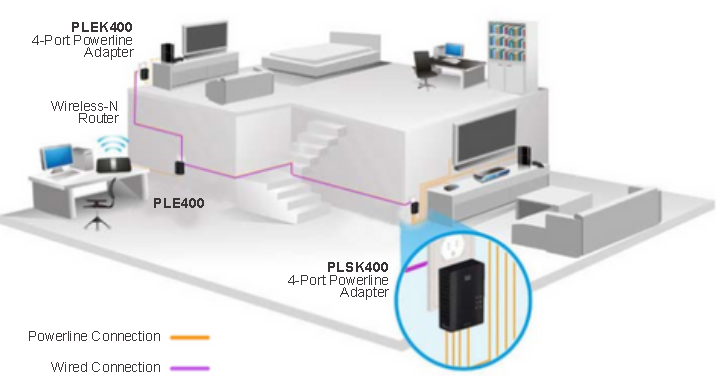 PLEK400
4-Port Powerline
Adapter
Wireless-N
Router
PLE400
PLSK400
4-Port Powerline
Adapter
Powerline Connection
Wired Connection